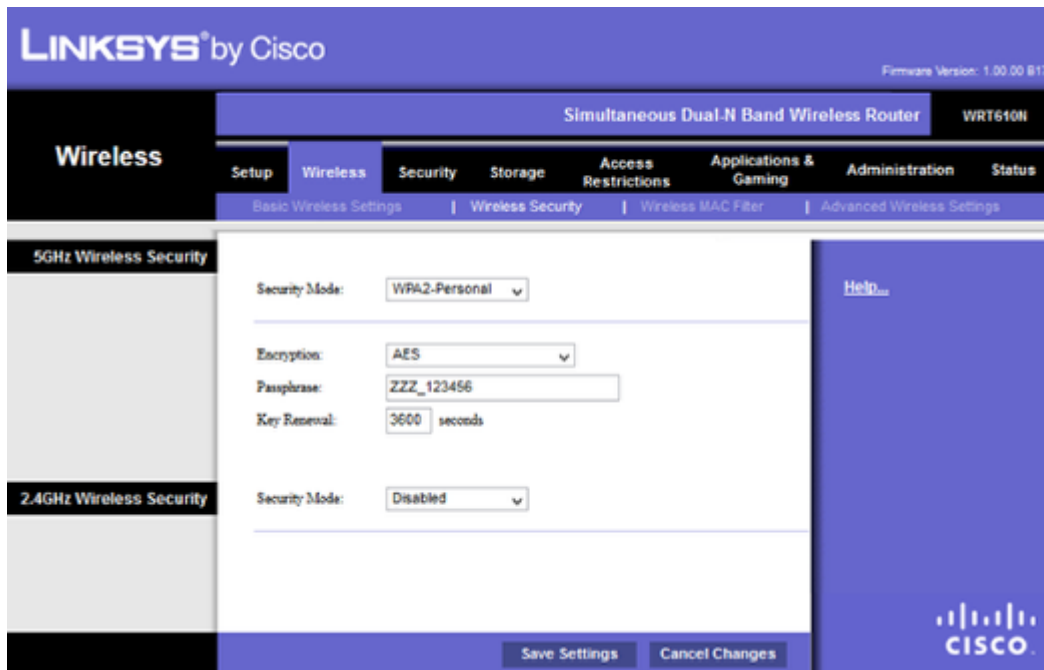 LINKSYS® by Cisco
Firmware Version: 1.00.00 B17
Simultaneous Dual-N Band Wireless Router WRT610N
Wireless
Setup Wireless Security Storage Access Restrictions Applications & Gaming Administration Status
Basic Wireless Settings | Wireless Security | Wireless MAC Filter | Advanced Wireless Settings
5GHz Wireless Security
Security Mode: WPA2-Personal
Help...
Encryption: AES
Passphrase: ZZZ_123456
Key Renewal: 3600 seconds
2.4GHz Wireless Security
Security Mode: Disabled
Save Settings Cancel Changes
CISCO.